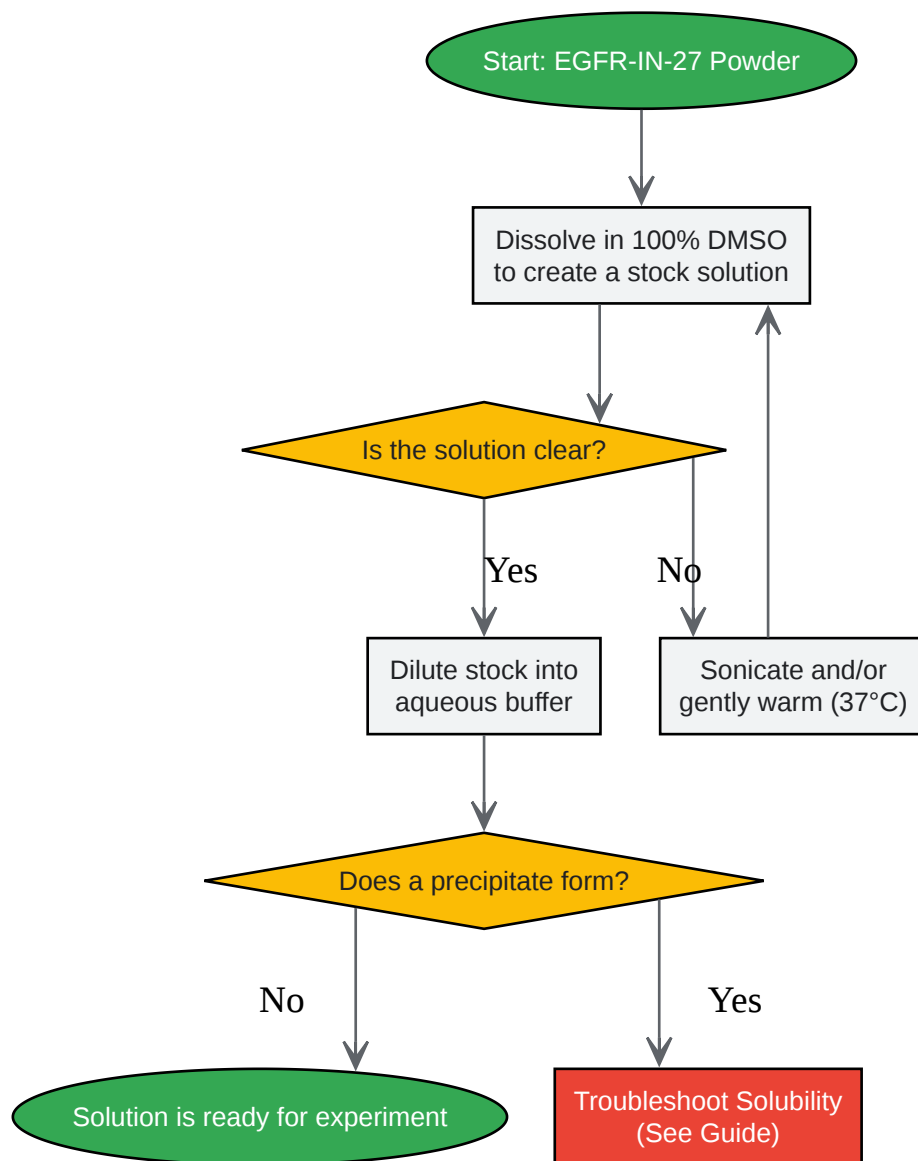 Start: EGFR-IN-27 Powder
Dissolve in 100% DMSO
to create a stock solution
Is the solution clear?
Yes
No
Dilute stock into
aqueous buffer
Sonicate and/or
gently warm (37°C)
Does a precipitate form?
No
Yes
Solution is ready for experiment
Troubleshoot Solubility
(See Guide)